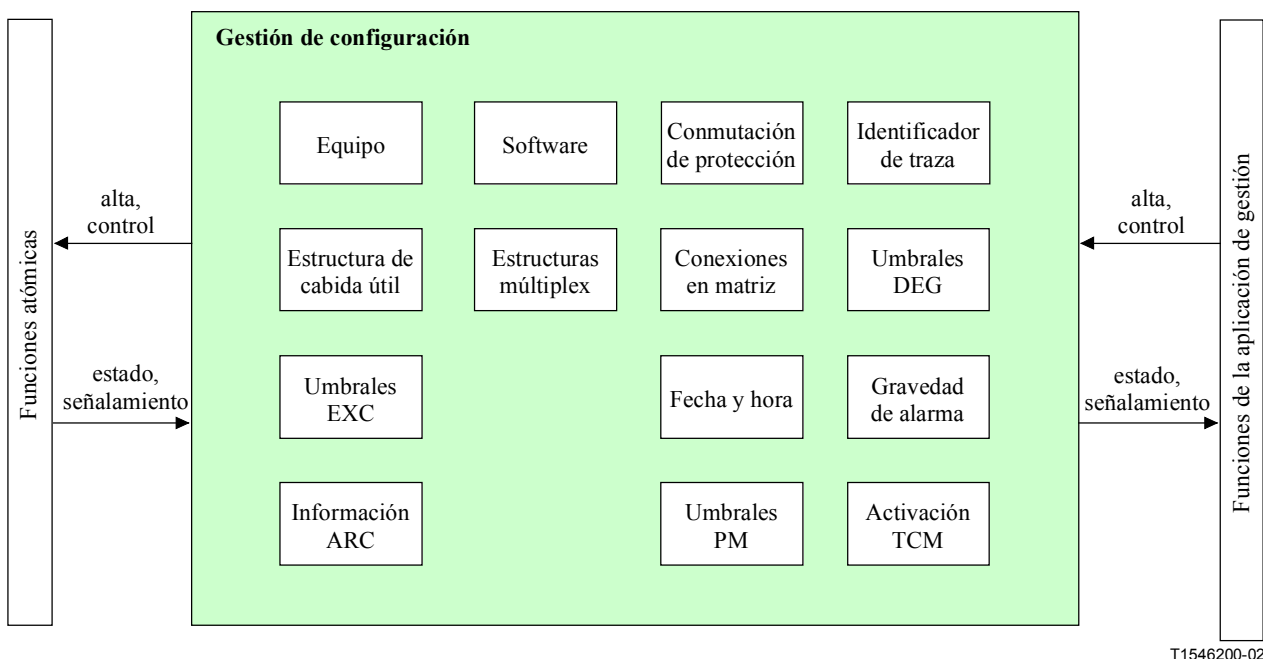 Gestión de configuración
Equipo
Software
Conmutación
de protección
Identificador
de traza
Estructura de
cabida útil
Estructuras
múltiplex
Conexiones
en matriz
Umbrales
DEG
Umbrales
EXC
Fecha y hora
Gravedad
de alarma
Información
ARC
Umbrales
PM
Activación
TCM
Funciones atómicas
alta,
control
estado,
señalamiento
alta,
control
estado,
señalamiento
Funciones de la aplicación de gestión
T1546200-02